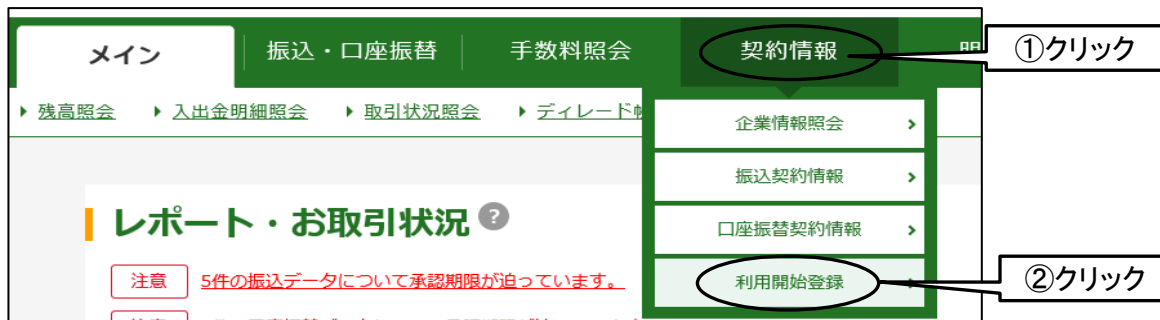 メイン 振込・口座振替 手数料照会 契約情報 ①クリック
残高照会 入出金明細照会 取引状況照会 ディレード
企業情報照会
振込契約情報
レポート・お取引状況 ?
口座振替契約情報
注意 5件の振込データについて承認期限が迫っています。
利用開始登録 ②クリック